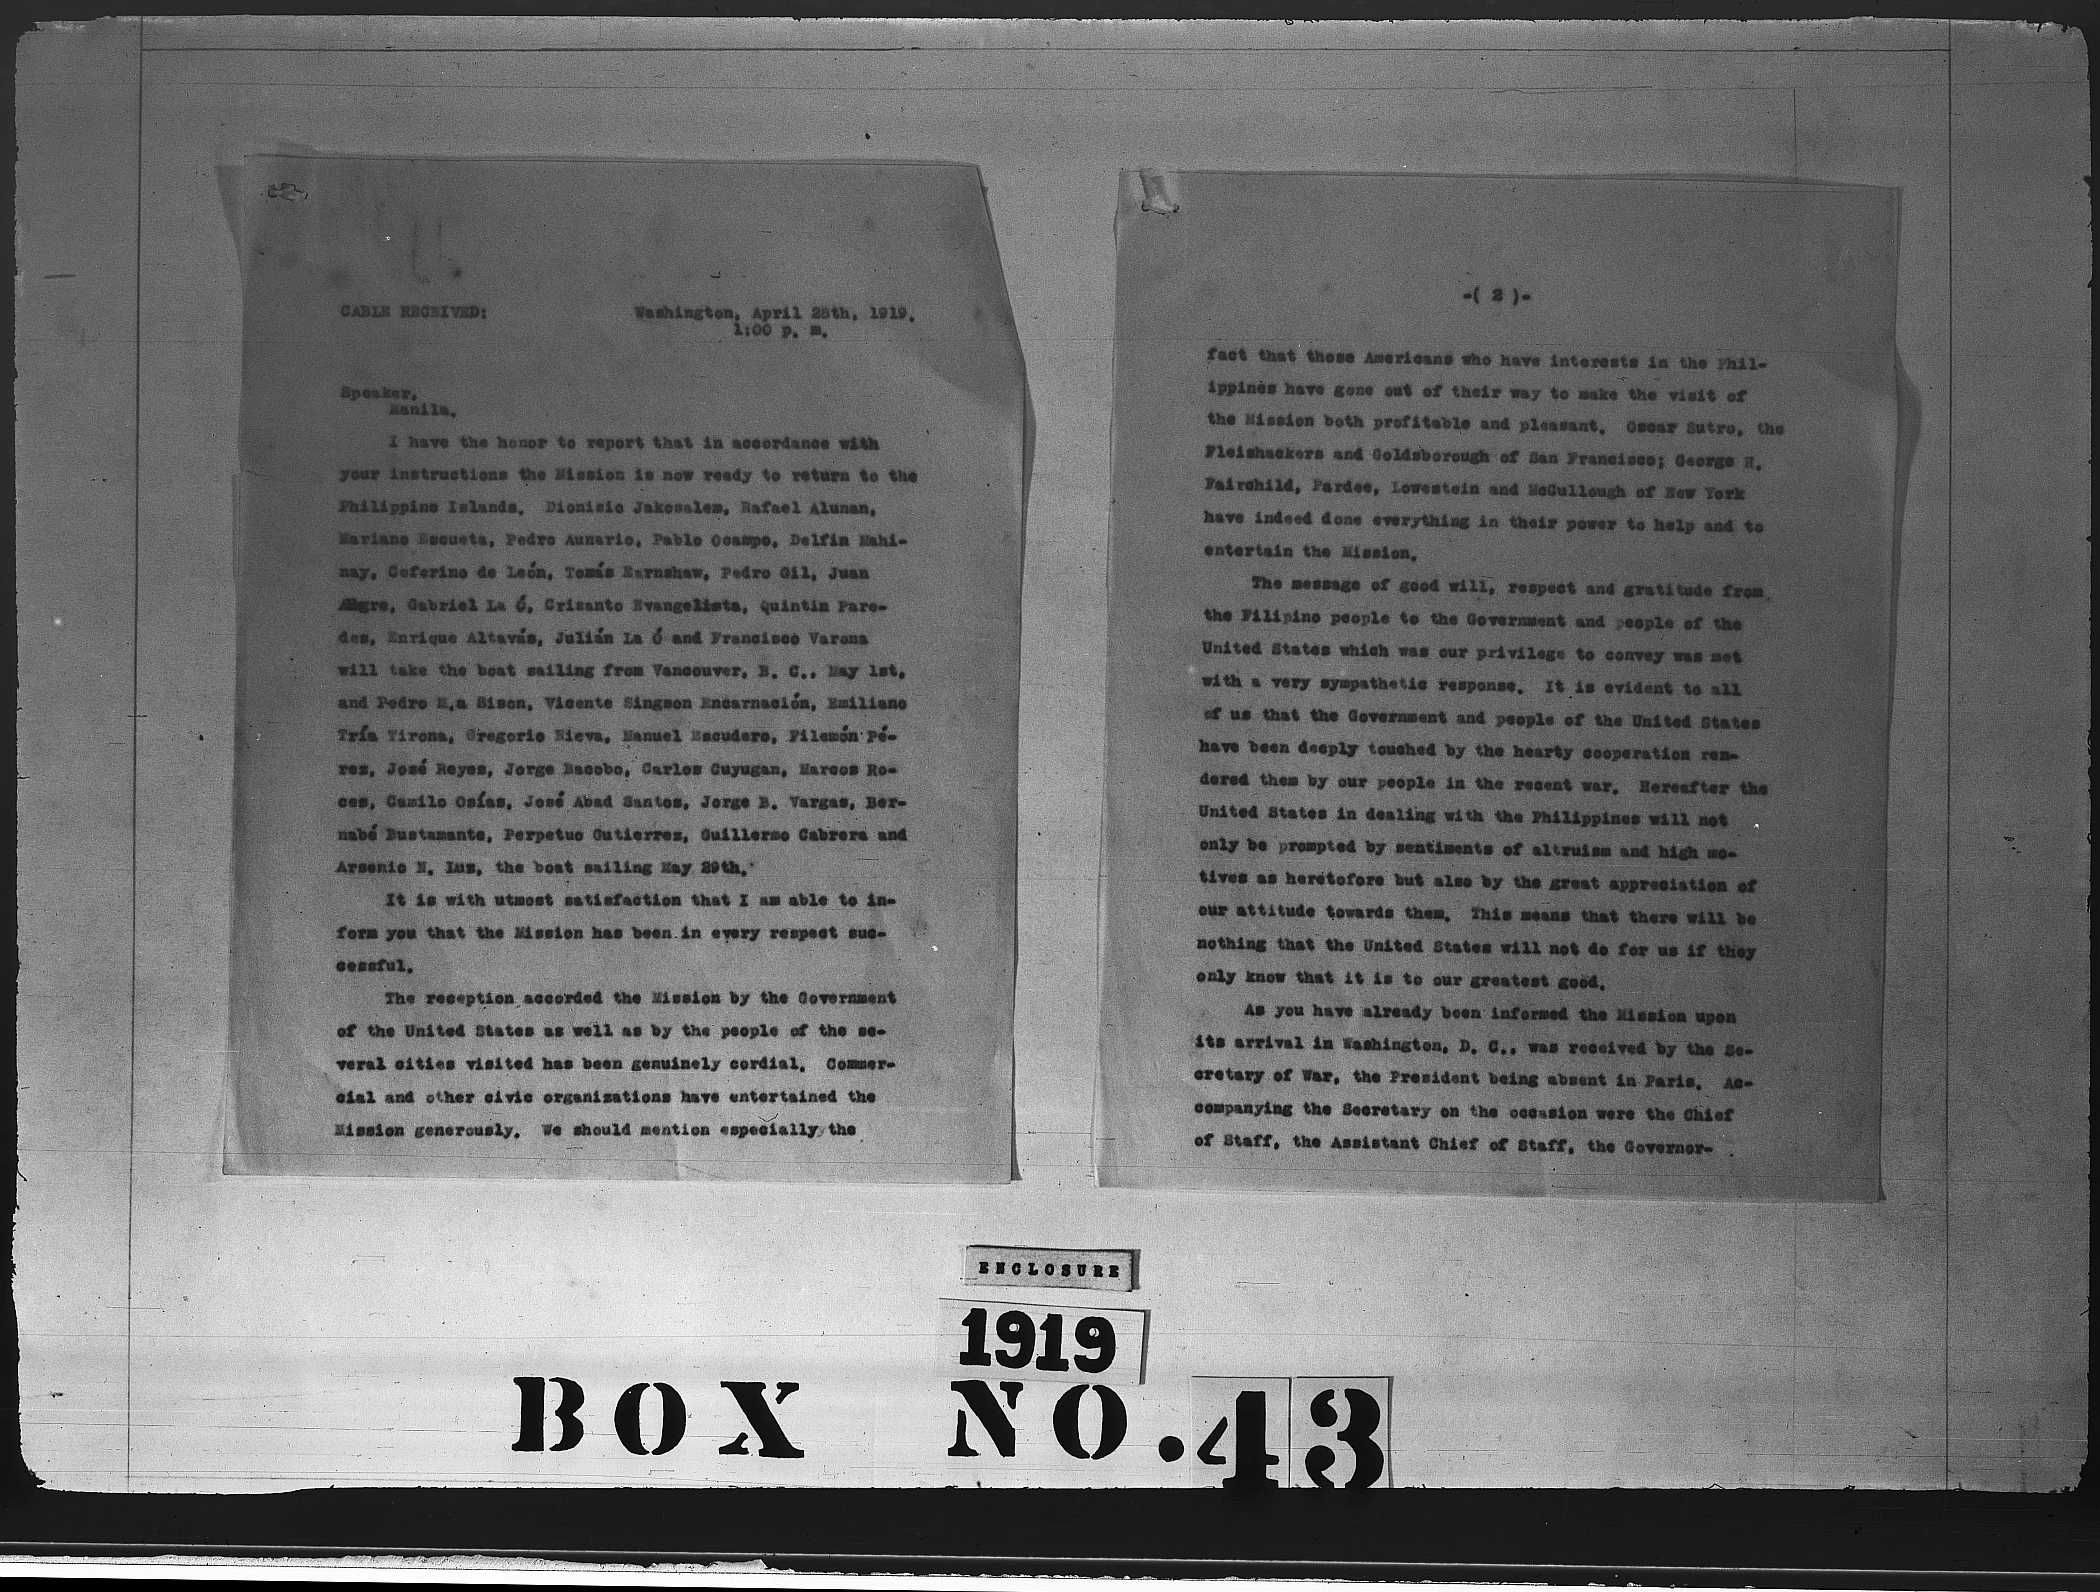 CABLE RECEIVED: Washington, April 28th, 1919.
1:00 p. m.
Speaker,
Manila.
I have the honor to report that in accordance with
your instructions the Mission is now ready to return to the
Philippine Islands. Dionisio Jakosalem, Rafael Alunan,
Mariano Escueta, Pedro Aunario, Pablo Ocampo, Delfin Mahi-
nay, Ceferino de León, Tomás Earnshaw, Pedro Gil, Juan
Alegre, Gabriel La Ó, Crisanto Evangelista, Quintin Pare-
des, Enrique Altavás, Julián La Ó and Francisco Varona
will take the boat sailing from Vancouver, B. C., May 1st,
and Pedro M.a Sison, Vicente Singson Encarnación, Emiliano
Tría Tirona, Gregorio Nieva, Manuel Escudero, Filemón Pé-
rez, José Reyes, Jorge Bacobo, Carlos Cuyugan, Marcos Ro-
ces, Camilo Osías, José Abad Santos, Jorge B. Vargas, Ber-
nabé Bustamante, Perpetuo Gutierrez, Guillermo Cabrera and
Arsenio N. Luz, the boat sailing May 29th.
It is with utmost satisfaction that I am able to in-
form you that the Mission has been in every respect suc-
cessful.
The reception accorded the Mission by the Government
of the United States as well as by the people of the se-
veral cities visited has been genuinely cordial. Commer-
cial and other civic organizations have entertained the
Mission generously. We should mention especially the
-( 2 )-
fact that those Americans who have interests in the Phil-
ippines have gone out of their way to make the visit of
the Mission both profitable and pleasant. Oscar Sutro, the
Fleishackers and Goldsborough of San Francisco; George H.
Fairchild, Pardee, Lowestein and McCullough of New York
have indeed done everything in their power to help and to
entertain the Mission.
The message of good will, respect and gratitude from
the Filipino people to the Government and people of the
United States which was our privilege to convey was met
with a very sympathetic response. It is evident to all
of us that the Government and people of the United States
have been deeply touched by the hearty cooperation ren-
dered them by our people in the recent war. Hereafter the
United States in dealing with the Philippines will not
only be prompted by sentiments of altruism and high mo-
tives as heretofore but also by the great appreciation of
our attitude towards them. This means that there will be
nothing that the United States will not do for us if they
only know that it is to our greatest good.
As you have already been informed the Mission upon
its arrival in Washington, D. C., was received by the Se-
cretary of War, the President being absent in Paris. Ac-
companying the Secretary on the occasion were the Chief
of Staff, the Assistant Chief of Staff, the Governor-
ENCLOSURE
1919
BOX NO. 43